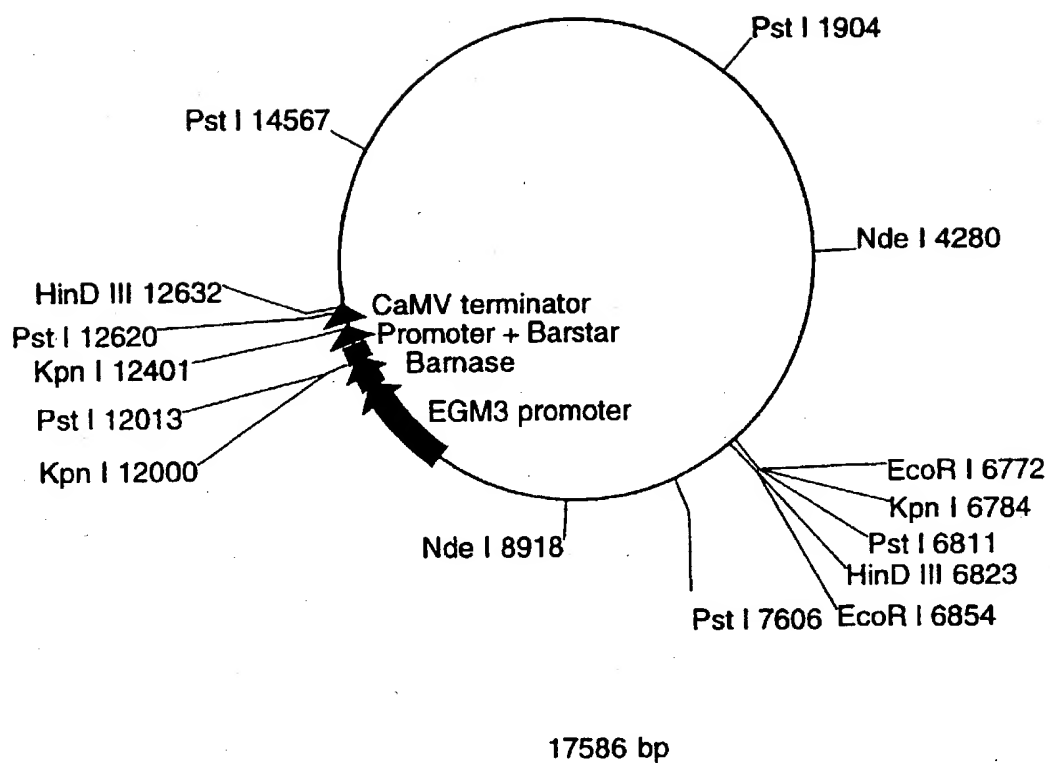 Pst I 1904
Pst I 14567
Nde I 4280
HinD III 12632
CaMV terminator
Pst I 12620
Promoter + Barstar
Kpn I 12401
Barnase
Pst I 12013
EGM3 promoter
Kpn I 12000
EcoR I 6772
Kpn I 6784
Pst I 6811
HinD III 6823
EcoR I 6854
Nde I 8918
Pst I 7606
17586 bp